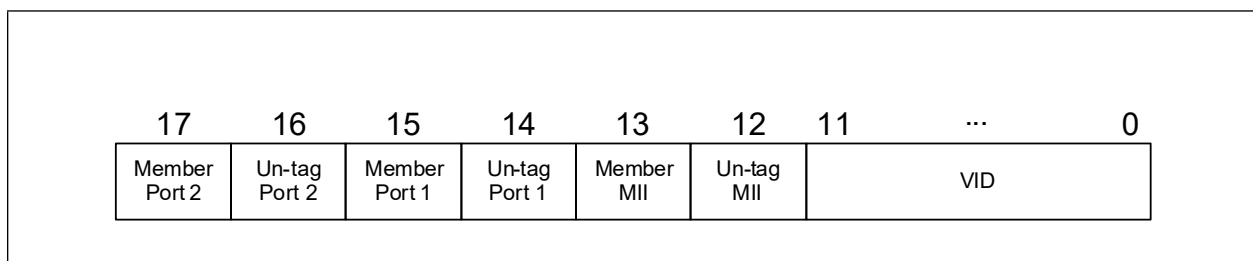 17 16 15 14 13 12 11 ... 0
Member Un-tag Member Un-tag Member Un-tag VID
Port 2 Port 2 Port 1 Port 1 MII MII